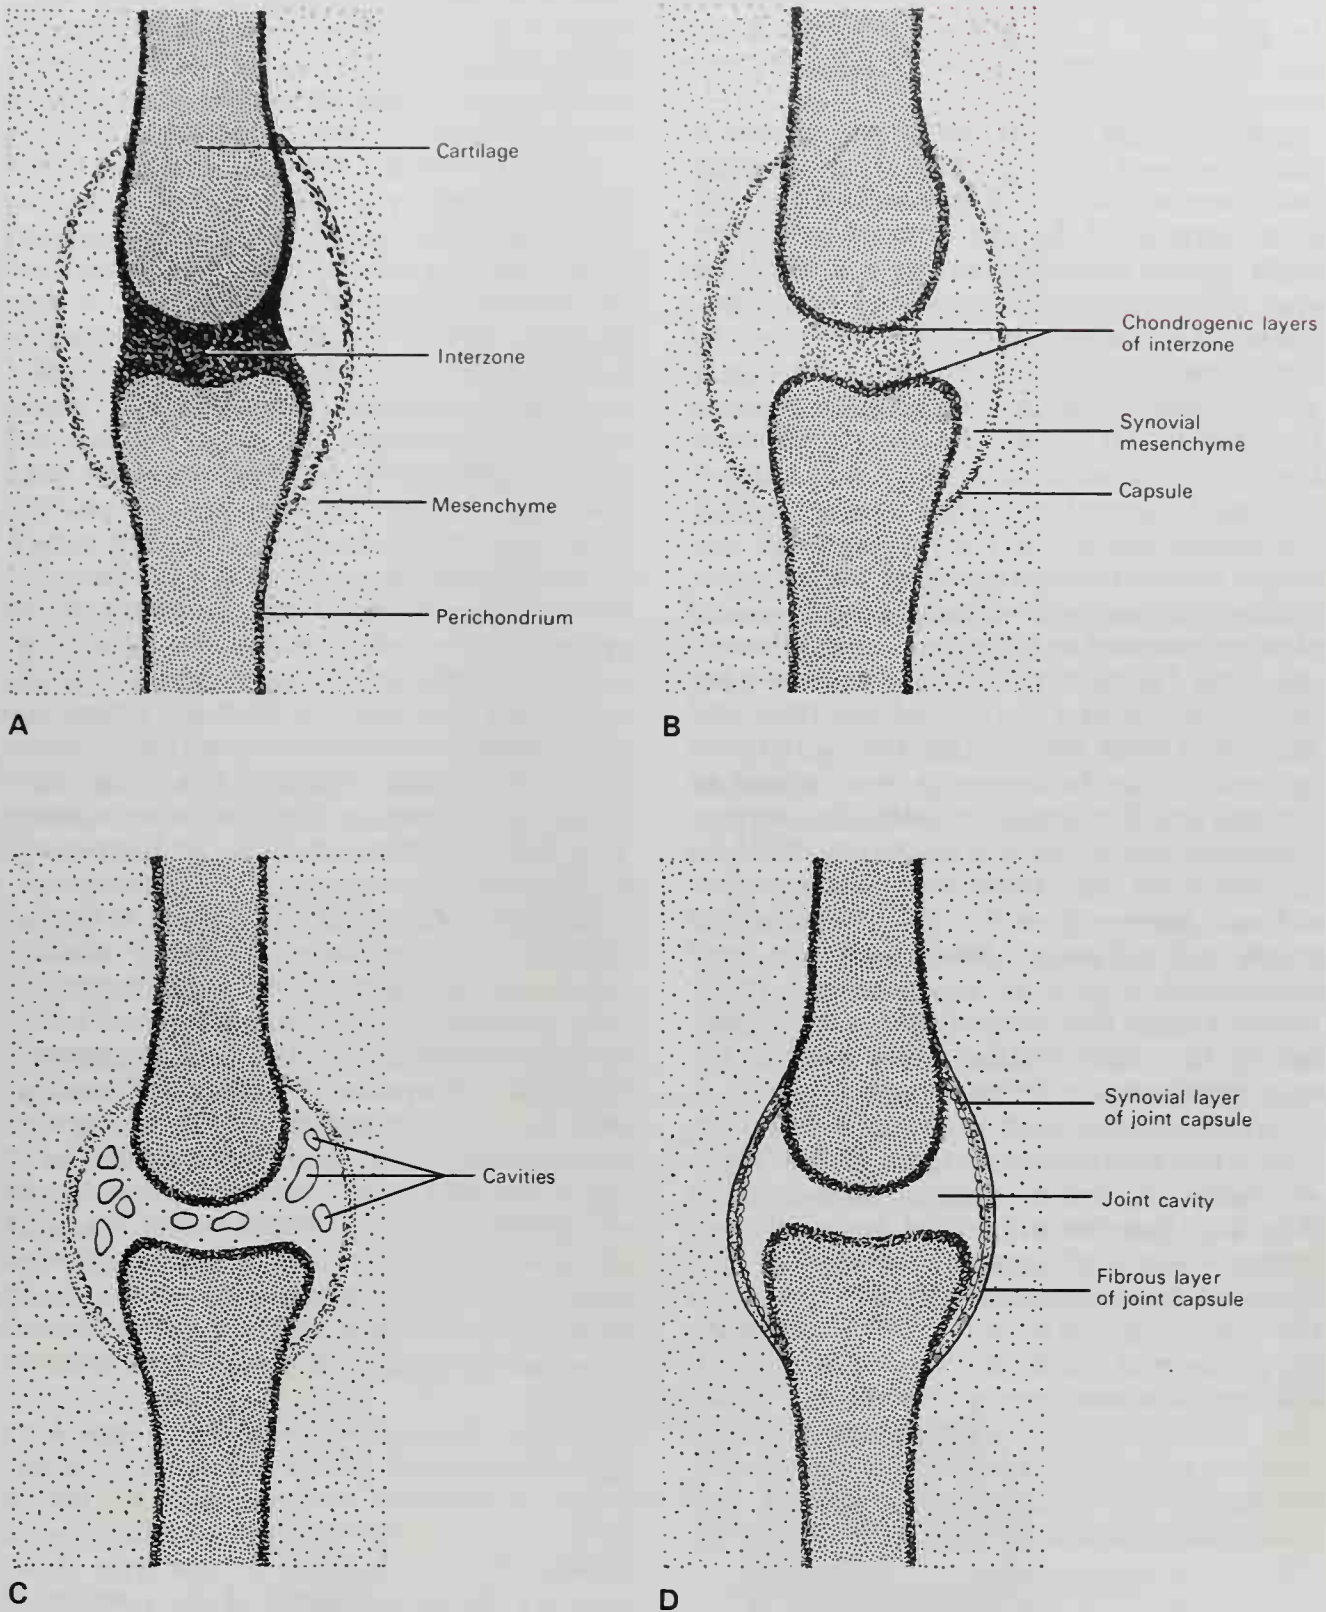 Cartilage
Interzone
Mesenchyme
Perichondrium
A
Chondrogenic layers
of interzone
Synovial
mesenchyme
Capsule
B
Cavities
C
Synovial layer
of joint capsule
Joint cavity
Fibrous layer
of joint capsule
D